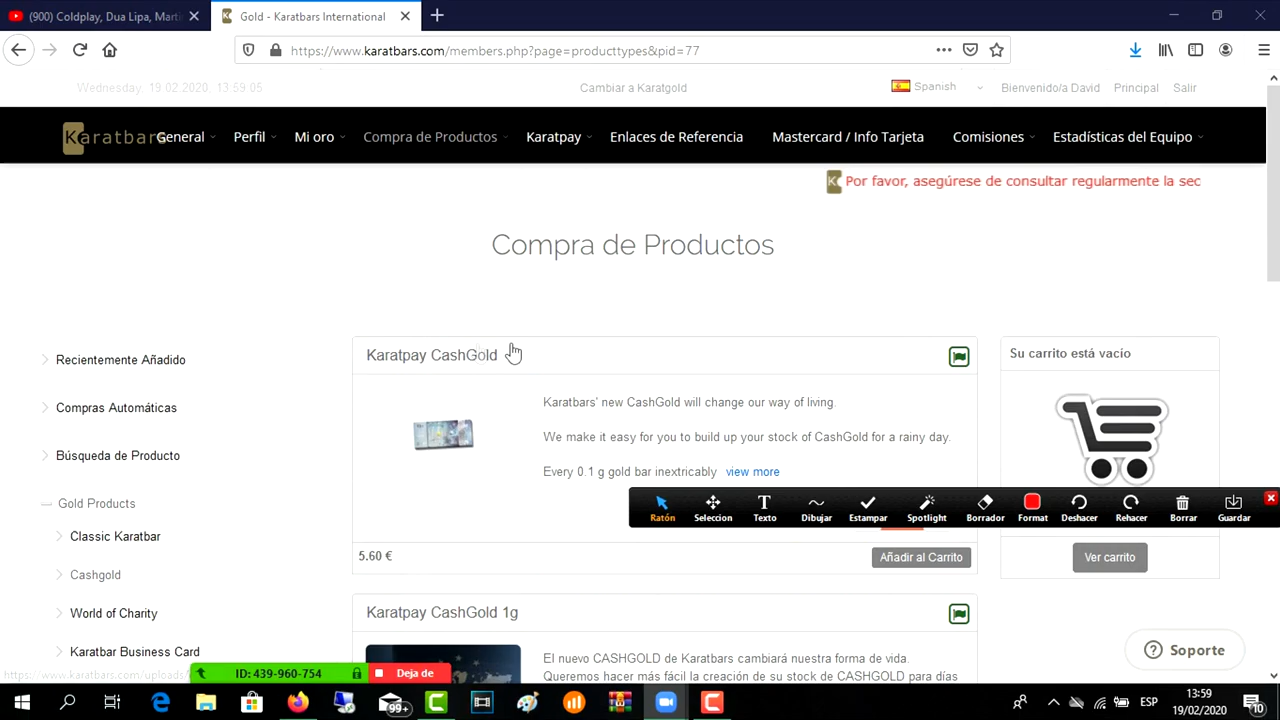 (900) Coldplay, Dua Lipa, Marti
Gold - Karatbars International
https://www.karatbars.com/members.php?page=producttypes&pid=77
Wednesday, 19.02.2020, 13:59:05
Cambiar a Karatgold
Spanish
Bienvenido/a David
Principal
Salir
Karatbars
General
Perfil
Mi oro
Compra de Productos
Karatpay
Enlaces de Referencia
Mastercard / Info Tarjeta
Comisiones
Estadísticas del Equipo
Por favor, asegúrese de consultar regularmente la sec
Compra de Productos
Recientemente Añadido
Compras Automáticas
Búsqueda de Producto
Gold Products
Classic Karatbar
Cashgold
World of Charity
Karatbar Business Card
Karatpay CashGold
Karatbars' new CashGold will change our way of living.
We make it easy for you to build up your stock of CashGold for a rainy day.
Every 0.1 g gold bar inextricably view more
5.60 €
Añadir al Carrito
Su carrito está vacío
Ver carrito
Ratón
Seleccion
Texto
Dibujar
Estampar
Spotlight
Borrador
Format
Deshacer
Rehacer
Borrar
Guardar
Karatpay CashGold 1g
El nuevo CASHGOLD de Karatbars cambiará nuestra forma de vida.
Queremos hacer más fácil la creación de su stock de CASHGOLD para días
Soporte
https://www.karatbars.com/uploads/
ID: 439-960-754
Deja de
99+
ESP
13:59
19/02/2020
10